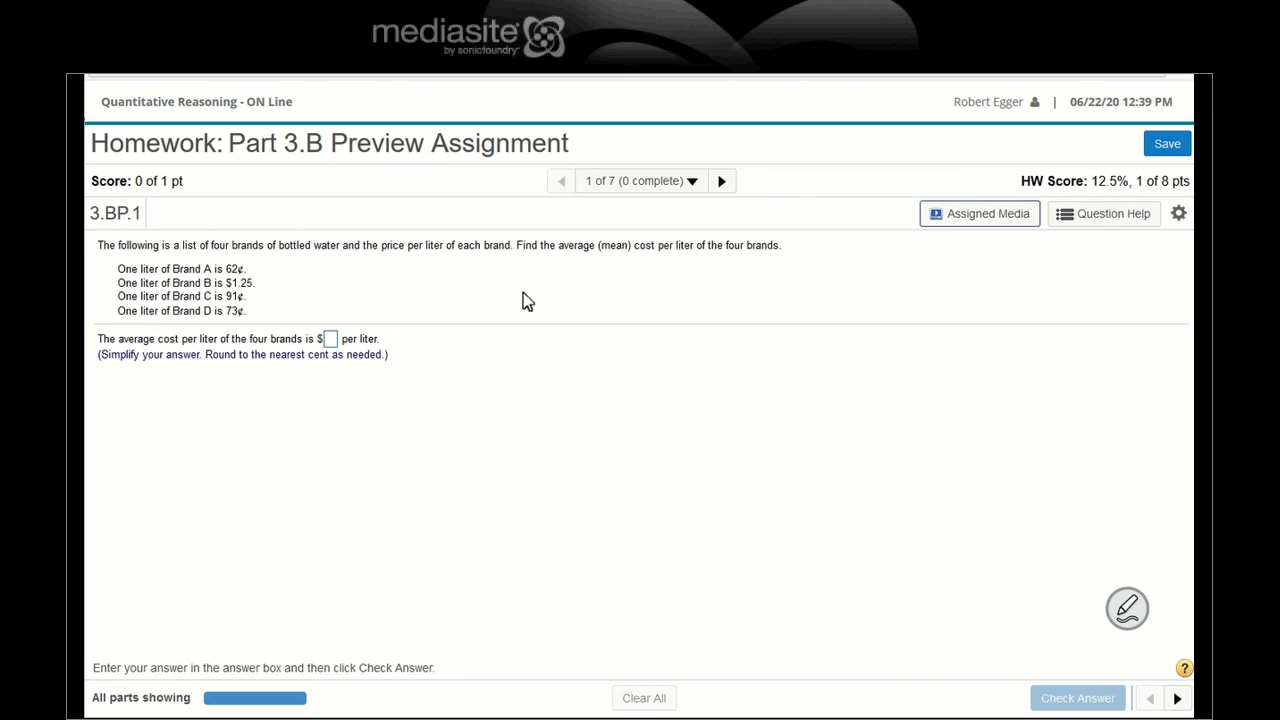 mediasite
by sonicfoundry
Quantitative Reasoning - ON Line
Robert Egger | 06/22/20 12:39 PM
Homework: Part 3.B Preview Assignment
Save
Score: 0 of 1 pt
1 of 7 (0 complete)
HW Score: 12.5%, 1 of 8 pts
3.BP.1
Assigned Media
Question Help
The following is a list of four brands of bottled water and the price per liter of each brand. Find the average (mean) cost per liter of the four brands.
One liter of Brand A is 62¢.
One liter of Brand B is $1.25.
One liter of Brand C is 91¢.
One liter of Brand D is 73¢.
The average cost per liter of the four brands is $ per liter.
(Simplify your answer. Round to the nearest cent as needed.)
Enter your answer in the answer box and then click Check Answer.
?
All parts showing
Clear All
Check Answer